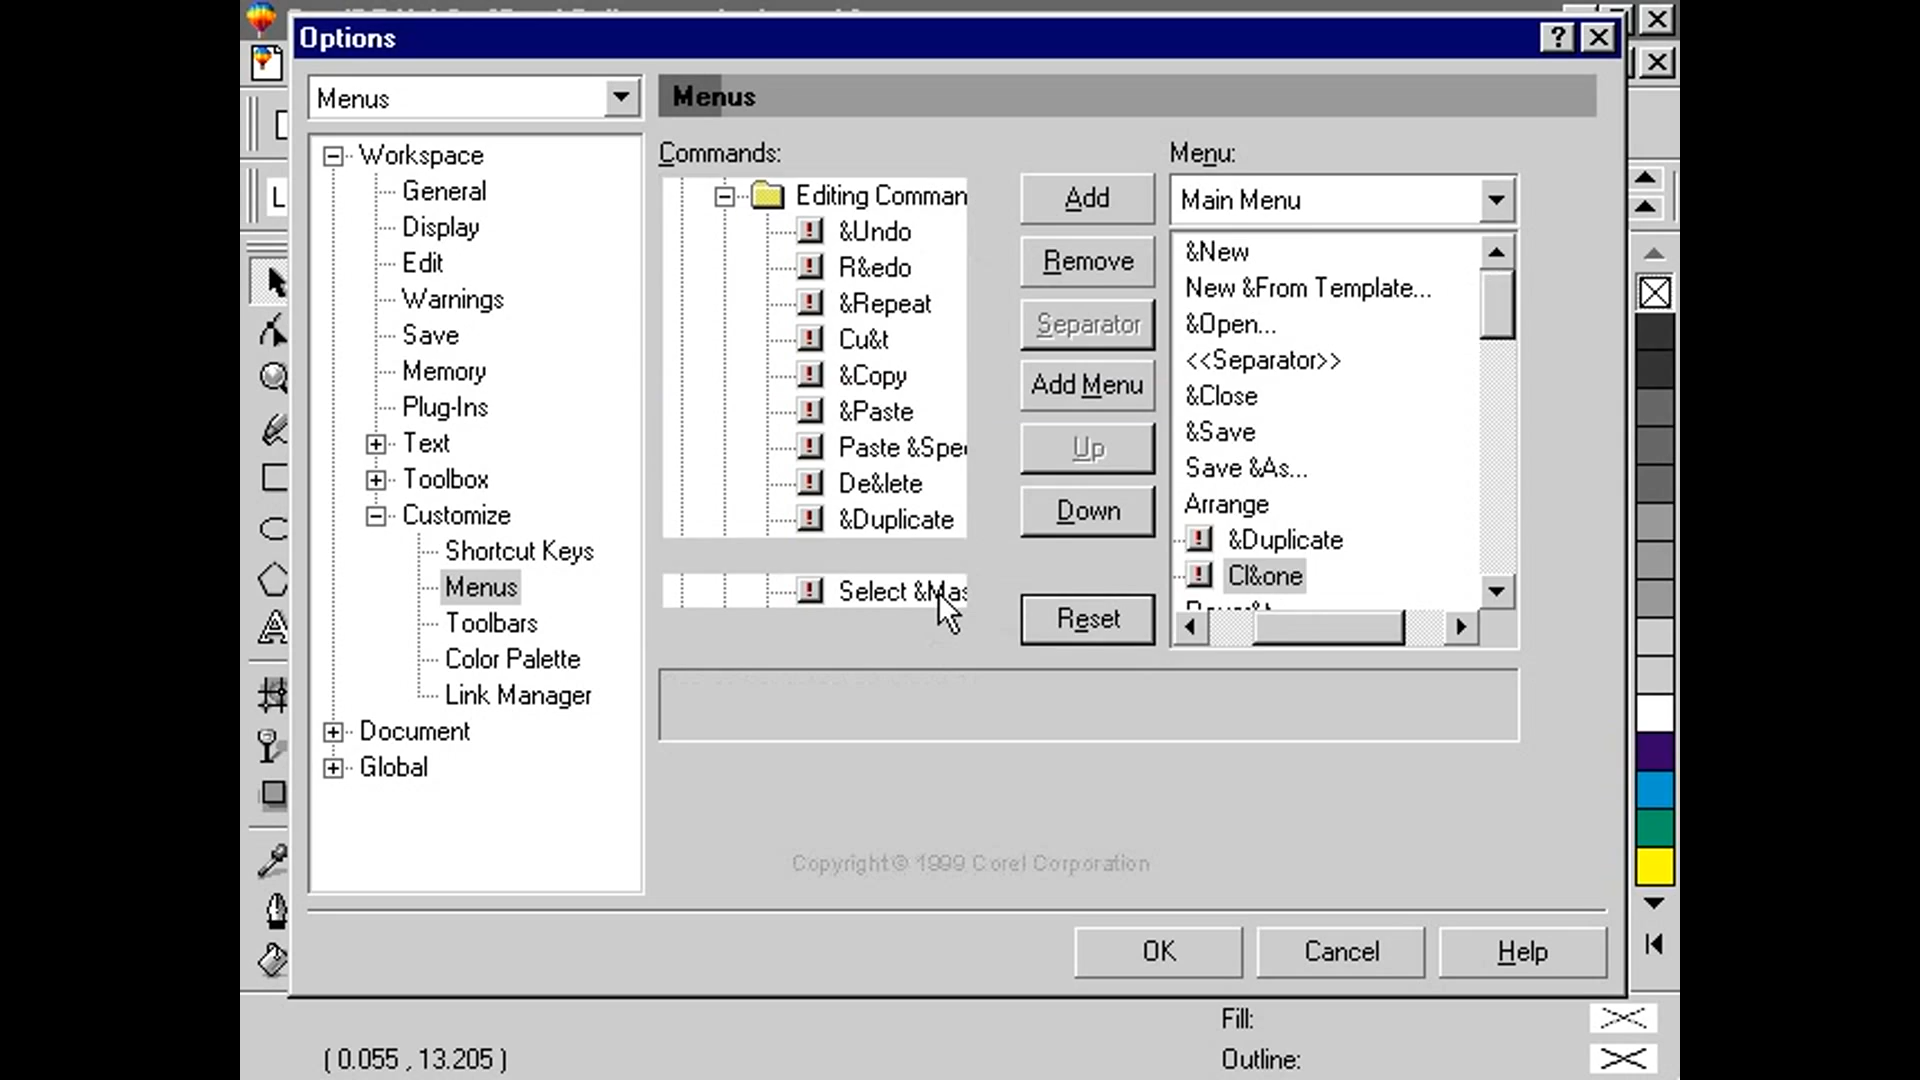 Options
Menus
Workspace
General
Display
Edit
Warnings
Save
Memory
Plug-Ins
Text
Toolbox
Customize
Shortcut Keys
Menus
Toolbars
Color Palette
Link Manager
Document
Global
Menus
Commands:
Editing Comman
&Undo
R&edo
&Repeat
Cu&t
&Copy
&Paste
Paste &Spe
De&lete
&Duplicate
Select &Mas
Add
Remove
Separator
Add Menu
Up
Down
Reset
Menu:
Main Menu
&New
New &From Template...
&Open...
<<Separator>>
&Close
&Save
Save &As...
Arrange
&Duplicate
Cl&one
Copyright© 1999 Corel Corporation
OK
Cancel
Help
Fill:
( 0.055 , 13.205 )
Outline: